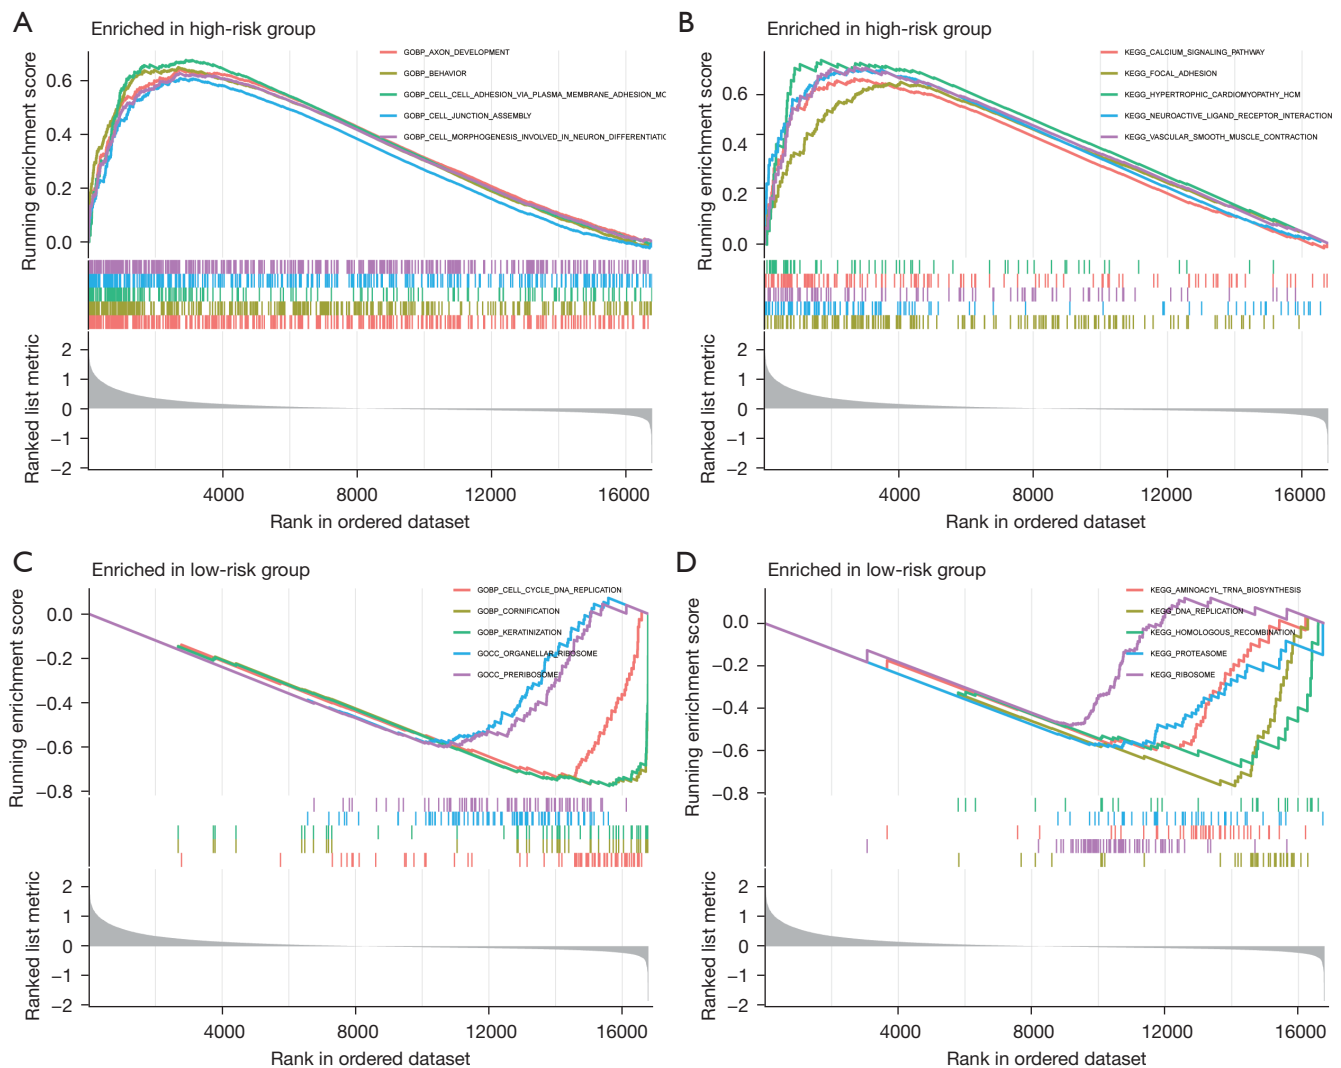 A
Enriched in high-risk group
GOBP_AXON_DEVELOPMENT
GOBP_BEHAVIOR
GOBP_CELL_CELL_ADHESION_VIA_PLASMA_MEMBRANE_ADHESION_MC
GOBP_CELL_JUNCTION_ASSEMBLY
GOBP_CELL_MORPHOGENESIS_INVOLVED_IN_NEURON_DIFFERENTIATIC
Running enrichment score
0.6
0.4
0.2
0.0
Ranked list metric
2
1
0
−1
−2
4000 8000 12000 16000
Rank in ordered dataset
B
Enriched in high-risk group
KEGG_CALCIUM_SIGNALING_PATHWAY
KEGG_FOCAL_ADHESION
KEGG_HYPERTROPHIC_CARDIOMYOPATHY_HCM
KEGG_NEUROACTIVE_LIGAND_RECEPTOR_INTERACTION
KEGG_VASCULAR_SMOOTH_MUSCLE_CONTRACTION
Running enrichment score
0.6
0.4
0.2
0.0
Ranked list metric
2
1
0
−1
−2
4000 8000 12000 16000
Rank in ordered dataset
C
Enriched in low-risk group
GOBP_CELL_CYCLE_DNA_REPLICATION
GOBP_CORNIFICATION
GOBP_KERATINIZATION
GOCC_ORGANELLAR_RIBOSOME
GOCC_PRERIBOSOME
Running enrichment score
0.0
−0.2
−0.4
−0.6
−0.8
Ranked list metric
2
1
0
−1
−2
4000 8000 12000 16000
Rank in ordered dataset
D
Enriched in low-risk group
KEGG_AMINOACYL_TRNA_BIOSYNTHESIS
KEGG_DNA_REPLICATION
KEGG_HOMOLOGOUS_RECOMBINATION
KEGG_PROTEASOME
KEGG_RIBOSOME
Running enrichment score
0.0
−0.2
−0.4
−0.6
−0.8
Ranked list metric
2
1
0
−1
−2
4000 8000 12000 16000
Rank in ordered dataset